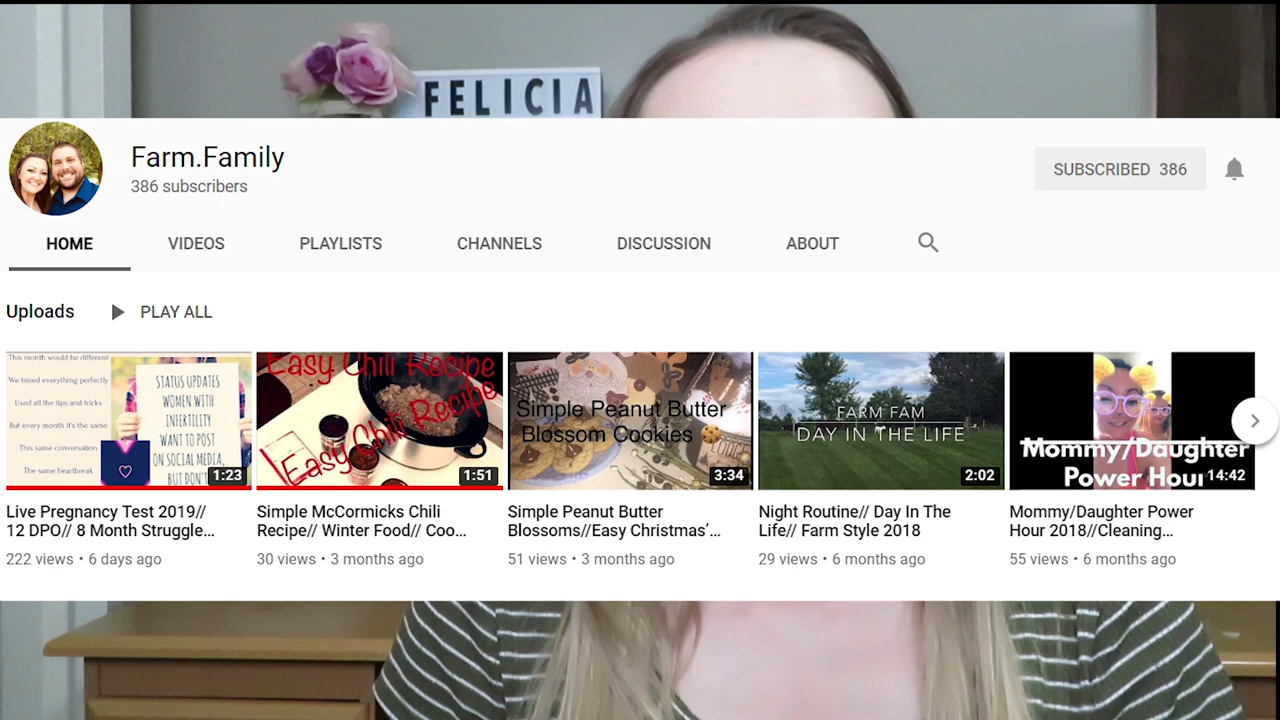 FELICIA
Farm.Family
386 subscribers
SUBSCRIBED 386
HOME VIDEOS PLAYLISTS CHANNELS DISCUSSION ABOUT
Uploads PLAY ALL
This month would be different
We timed everything perfectly
Used all the tips and tricks
But every month it's the same
This same conversation
The same heartbreak
STATUS UPDATES
WOMEN WITH
INFERTILITY
WANT TO POST
ON SOCIAL MEDIA,
BUT DON'T
1:23
Easy Chili Recipe
Easy Chili Recipe
1:51
Simple Peanut Butter
Blossom Cookies
3:34
FARM FAM
DAY IN THE LIFE
2:02
Mommy/Daughter
Power Hour
14:42
Live Pregnancy Test 2019//
12 DPO// 8 Month Struggle...
222 views • 6 days ago
Simple McCormicks Chili
Recipe// Winter Food// Coo...
30 views • 3 months ago
Simple Peanut Butter
Blossoms//Easy Christmas'...
51 views • 3 months ago
Night Routine// Day In The
Life// Farm Style 2018
29 views • 6 months ago
Mommy/Daughter Power
Hour 2018//Cleaning...
55 views • 6 months ago